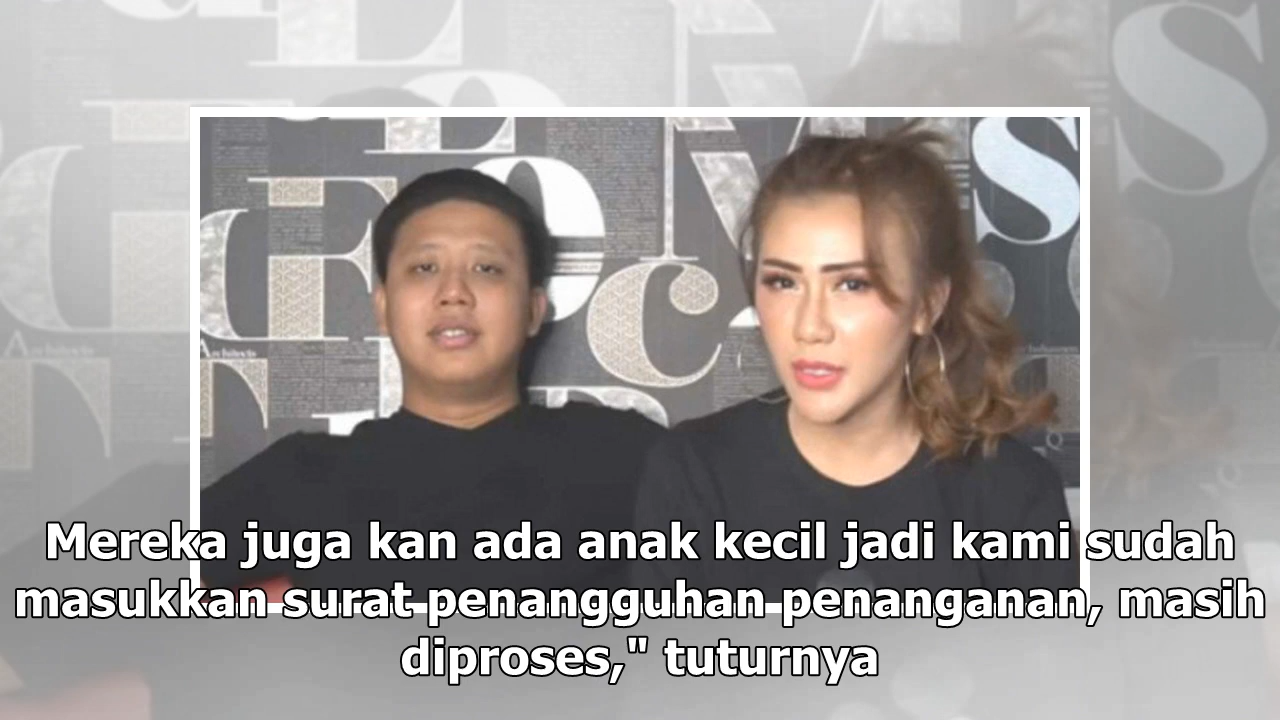 Mereka juga kan ada anak kecil jadi kami sudah
masukkan surat penangguhan penanganan, masih
diproses," tuturnya